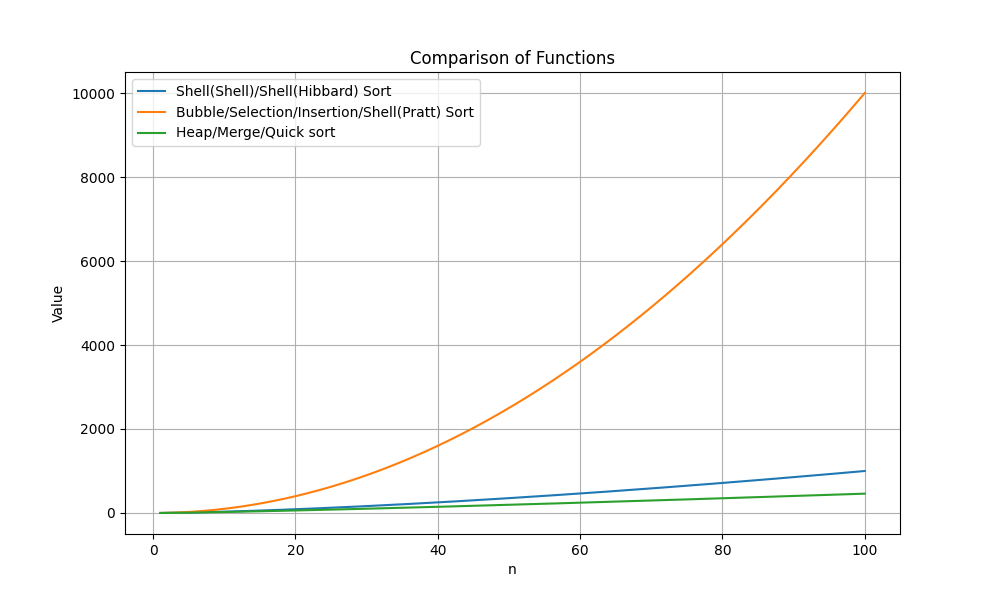 Comparison of Functions
Shell(Shell)/Shell(Hibbard) Sort
Bubble/Selection/Insertion/Shell(Pratt) Sort
Heap/Merge/Quick sort
10000
8000
6000
4000
2000
0
Value
0 20 40 60 80 100
n